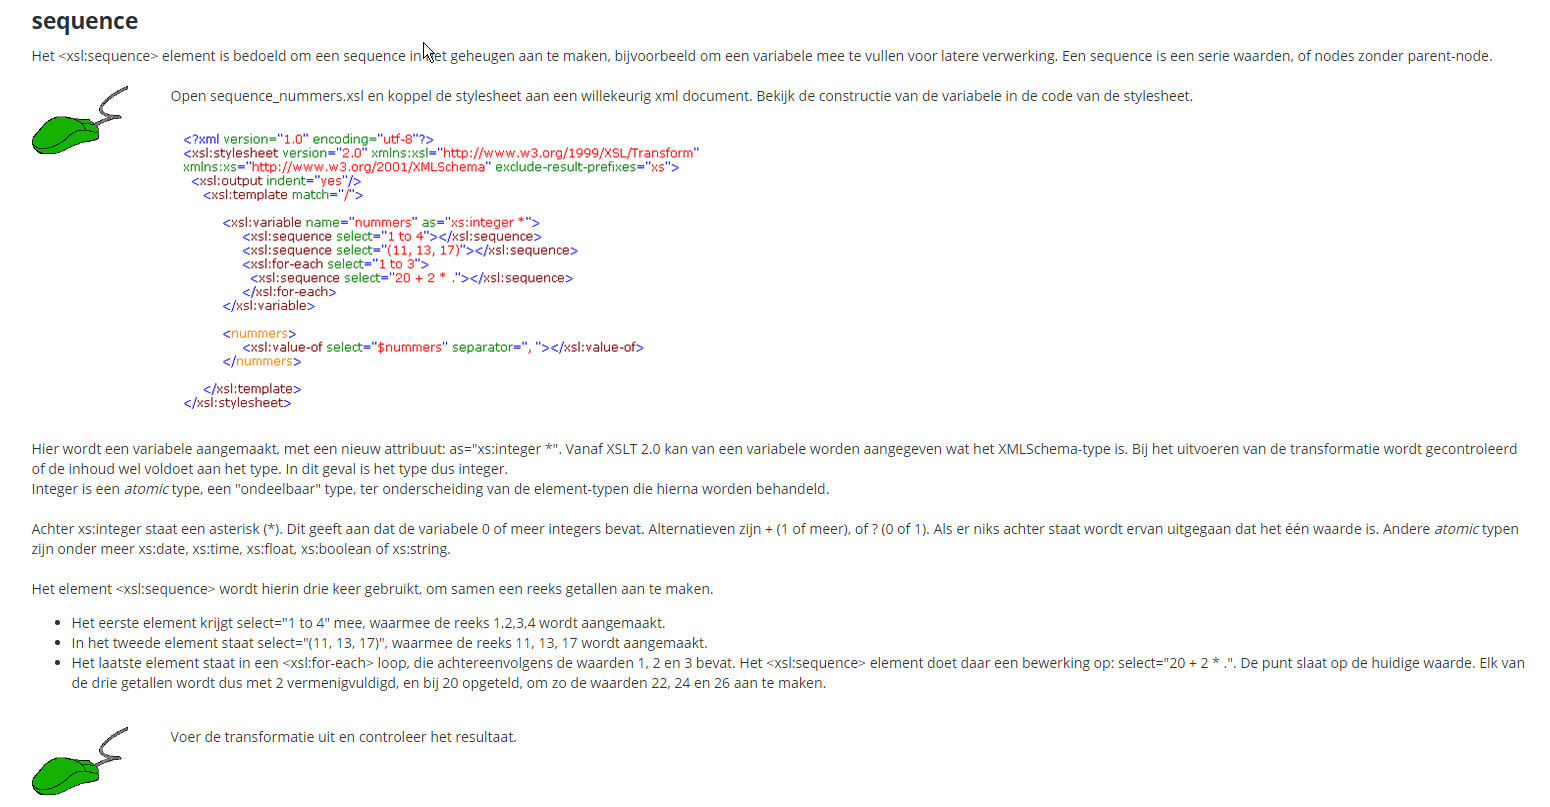 sequence
Het <xsl:sequence> element is bedoeld om een sequence in het geheugen aan te maken, bijvoorbeeld om een variabele mee te vullen voor latere verwerking. Een sequence is een serie waarden, of nodes zonder parent-node.
Open sequence_nummers.xsl en koppel de stylesheet aan een willekeurig xml document. Bekijk de constructie van de variabele in de code van de stylesheet.
<?xml version="1.0" encoding="utf-8"?>
<xsl:stylesheet version="2.0" xmlns:xsl="http://www.w3.org/1999/XSL/Transform"
xmlns:xs="http://www.w3.org/2001/XMLSchema" exclude-result-prefixes="xs">
<xsl:output indent="yes"/>
<xsl:template match="/">
<xsl:variable name="nummers" as="xs:integer *">
<xsl:sequence select="1 to 4"></xsl:sequence>
<xsl:sequence select="(11, 13, 17)"></xsl:sequence>
<xsl:for-each select="1 to 3">
<xsl:sequence select="20 + 2 * ."></xsl:sequence>
</xsl:for-each>
</xsl:variable>
<nummers>
<xsl:value-of select="$nummers" separator=", "></xsl:value-of>
</nummers>
</xsl:template>
</xsl:stylesheet>
Hier wordt een variabele aangemaakt, met een nieuw attribuut: as="xs:integer *". Vanaf XSLT 2.0 kan van een variabele worden aangegeven wat het XMLSchema-type is. Bij het uitvoeren van de transformatie wordt gecontroleerd
of de inhoud wel voldoet aan het type. In dit geval is het type dus integer.
Integer is een atomic type, een "ondeelbaar" type, ter onderscheiding van de element-typen die hierna worden behandeld.
Achter xs:integer staat een asterisk (*). Dit geeft aan dat de variabele 0 of meer integers bevat. Alternatieven zijn + (1 of meer), of ? (0 of 1). Als er niks achter staat wordt ervan uitgegaan dat het één waarde is. Andere atomic typen
zijn onder meer xs:date, xs:time, xs:float, xs:boolean of xs:string.
Het element <xsl:sequence> wordt hierin drie keer gebruikt, om samen een reeks getallen aan te maken.
• Het eerste element krijgt select="1 to 4" mee, waarmee de reeks 1,2,3,4 wordt aangemaakt.
• In het tweede element staat select="(11, 13, 17)", waarmee de reeks 11, 13, 17 wordt aangemaakt.
• Het laatste element staat in een <xsl:for-each> loop, die achtereenvolgens de waarden 1, 2 en 3 bevat. Het <xsl:sequence> element doet daar een bewerking op: select="20 + 2 * .". De punt slaat op de huidige waarde. Elk van
de drie getallen wordt dus met 2 vermenigvuldigd, en bij 20 opgeteld, om zo de waarden 22, 24 en 26 aan te maken.
Voer de transformatie uit en controleer het resultaat.